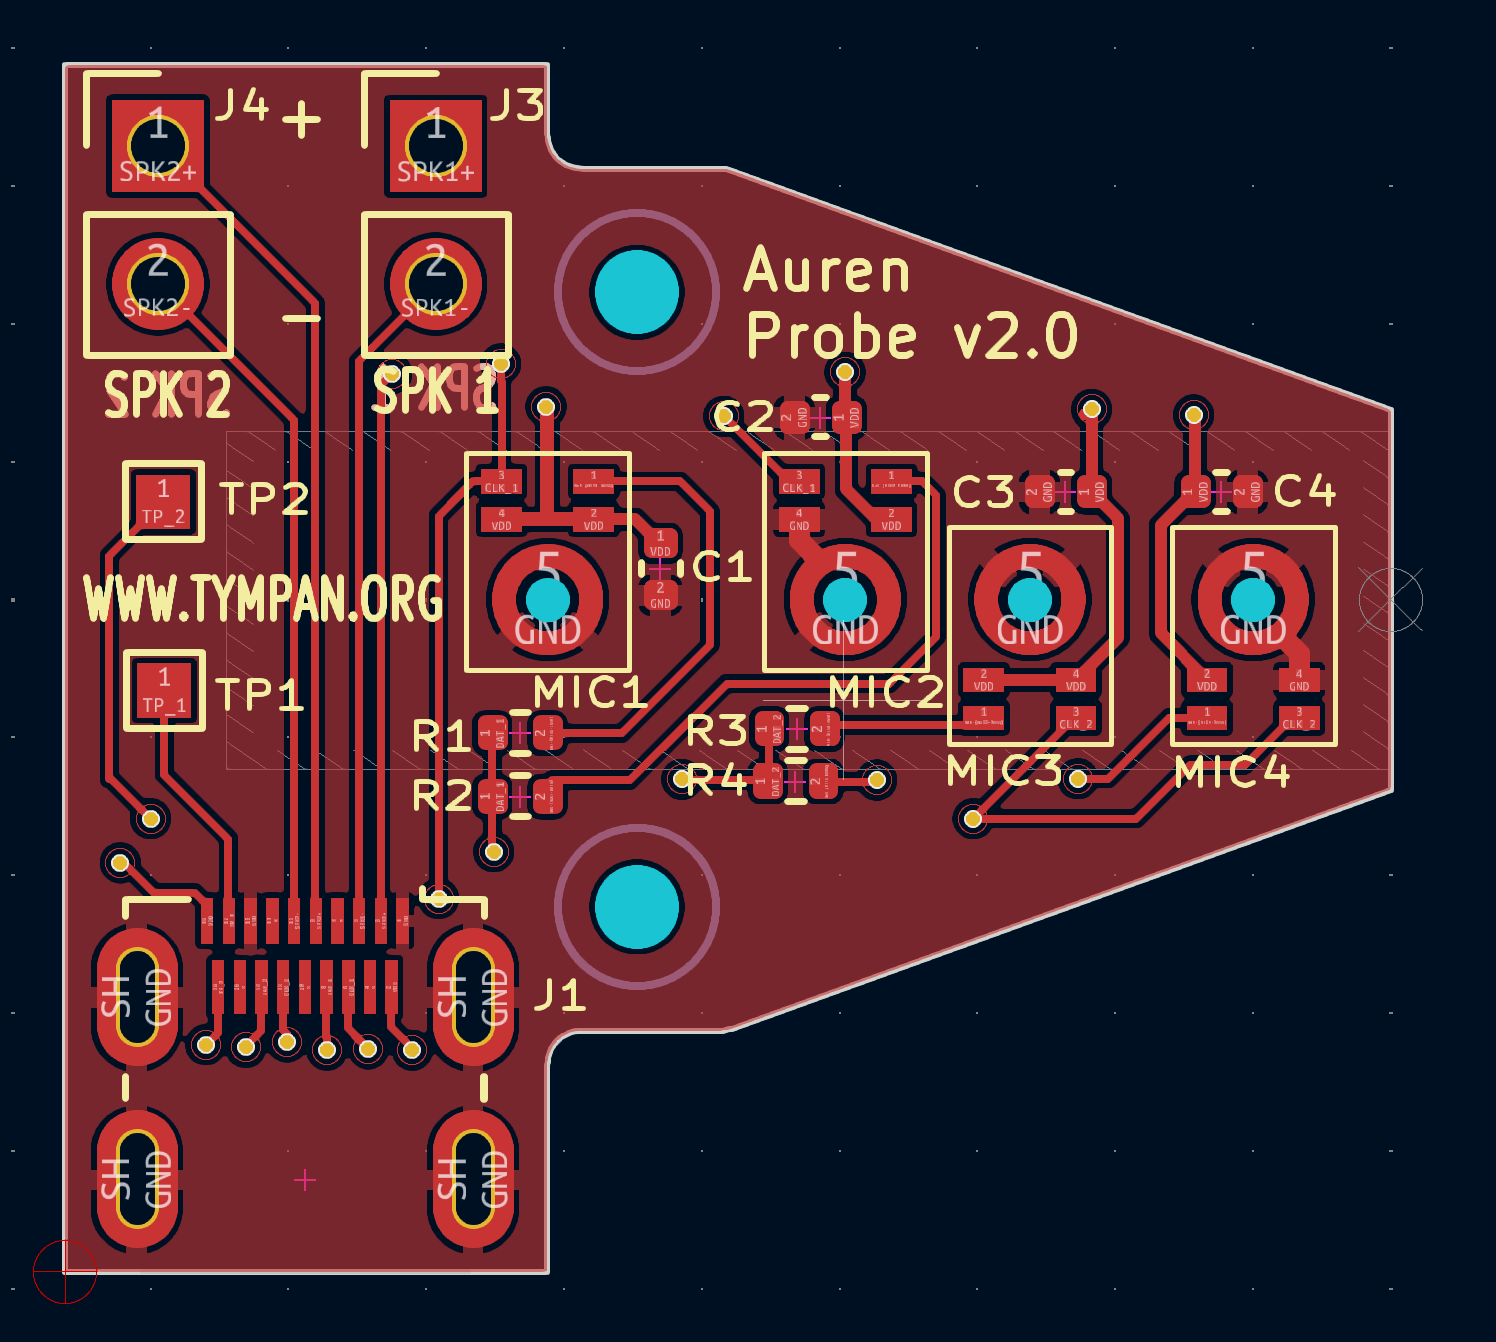 J4
+
J3
1
SPK2+
1
SPK1+
2
SPK2-
2
SPK1-
-
SPK 2
SPK 1
Auren
Probe v2.0
C2
2
GND
1
VDD
3
CLK_1
1
4
VDD
2
VDD
1
VDD
2
GND
C1
5
GND
MIC1
3
CLK_1
1
4
GND
2
VDD
5
GND
MIC2
C3
2
GND
1
VDD
5
GND
2
VDD
4
VDD
1
3
CLK_2
MIC3
1
VDD
2
GND
C4
5
GND
2
VDD
4
GND
1
3
CLK_2
MIC4
1
TP_2
TP2
WWW.TYMPAN.ORG
1
TP_1
TP1
R1
1
DAT_1
2
R2
1
DAT_1
2
R3
1
DAT_2
2
R4
1
DAT_2
2
SH
GND
SH
GND
J1
SH
GND
SH
GND